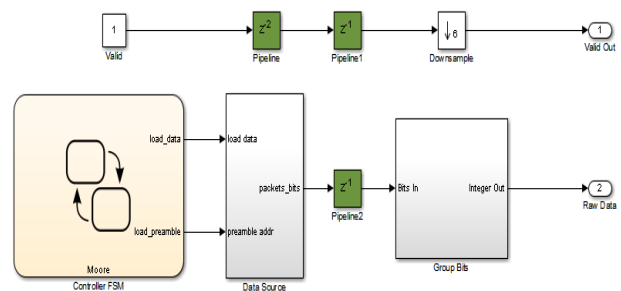 1
Valid
Z-2
Pipeline
Z-1
Pipeline1
↓ 6
Downsample
1
Valid Out
load_data
load_preamble
Moore
Controller FSM
load data
packets_bits
preamble addr
Data Source
Z-1
Pipeline2
Bits In
Integer Out
Group Bits
2
Raw Data